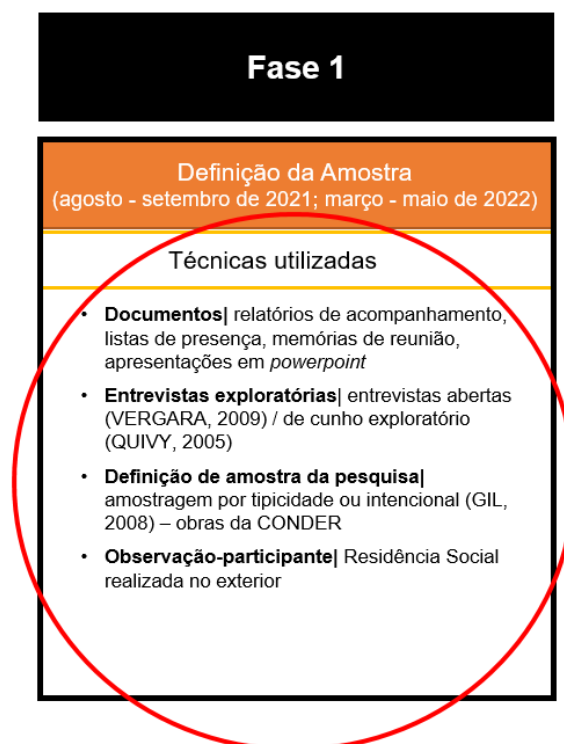 Fase 1
Definição da Amostra
(agosto - setembro de 2021; março - maio de 2022)
Técnicas utilizadas
• Documentos| relatórios de acompanhamento,
listas de presença, memórias de reunião,
apresentações em powerpoint
• Entrevistas exploratórias| entrevistas abertas
(VERGARA, 2009) / de cunho exploratório
(QUIVY, 2005)
• Definição de amostra da pesquisa|
amostragem por tipicidade ou intencional (GIL,
2008) – obras da CONDER
• Observação-participante| Residência Social
realizada no exterior